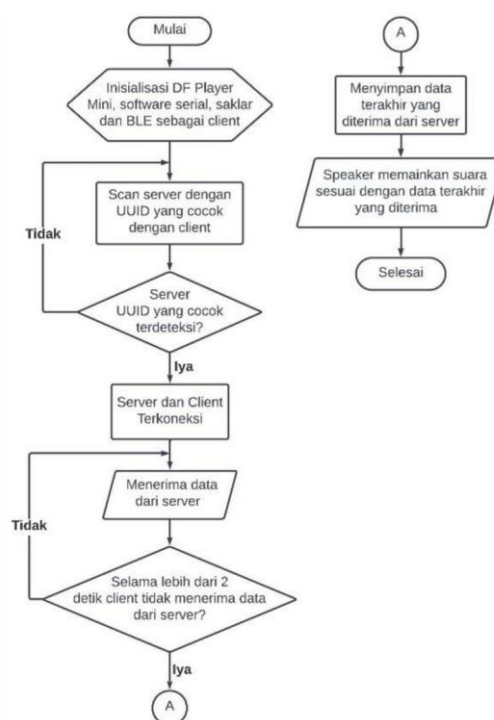 Mulai
Inisialisasi DF Player
Mini, software serial, saklar
dan BLE sebagai client
Scan server dengan
UUID yang cocok
dengan client
Tidak
Server
UUID yang cocok
terdeteksi?
Iya
Server dan Client
Terkoneksi
Menerima data
dari server
Tidak
Selama lebih dari 2
detik client tidak menerima data
dari server?
Iya
A
A
Menyimpan data
terakhir yang
diterima dari server
Speaker memainkan suara
sesuai dengan data terakhir
yang diterima
Selesai